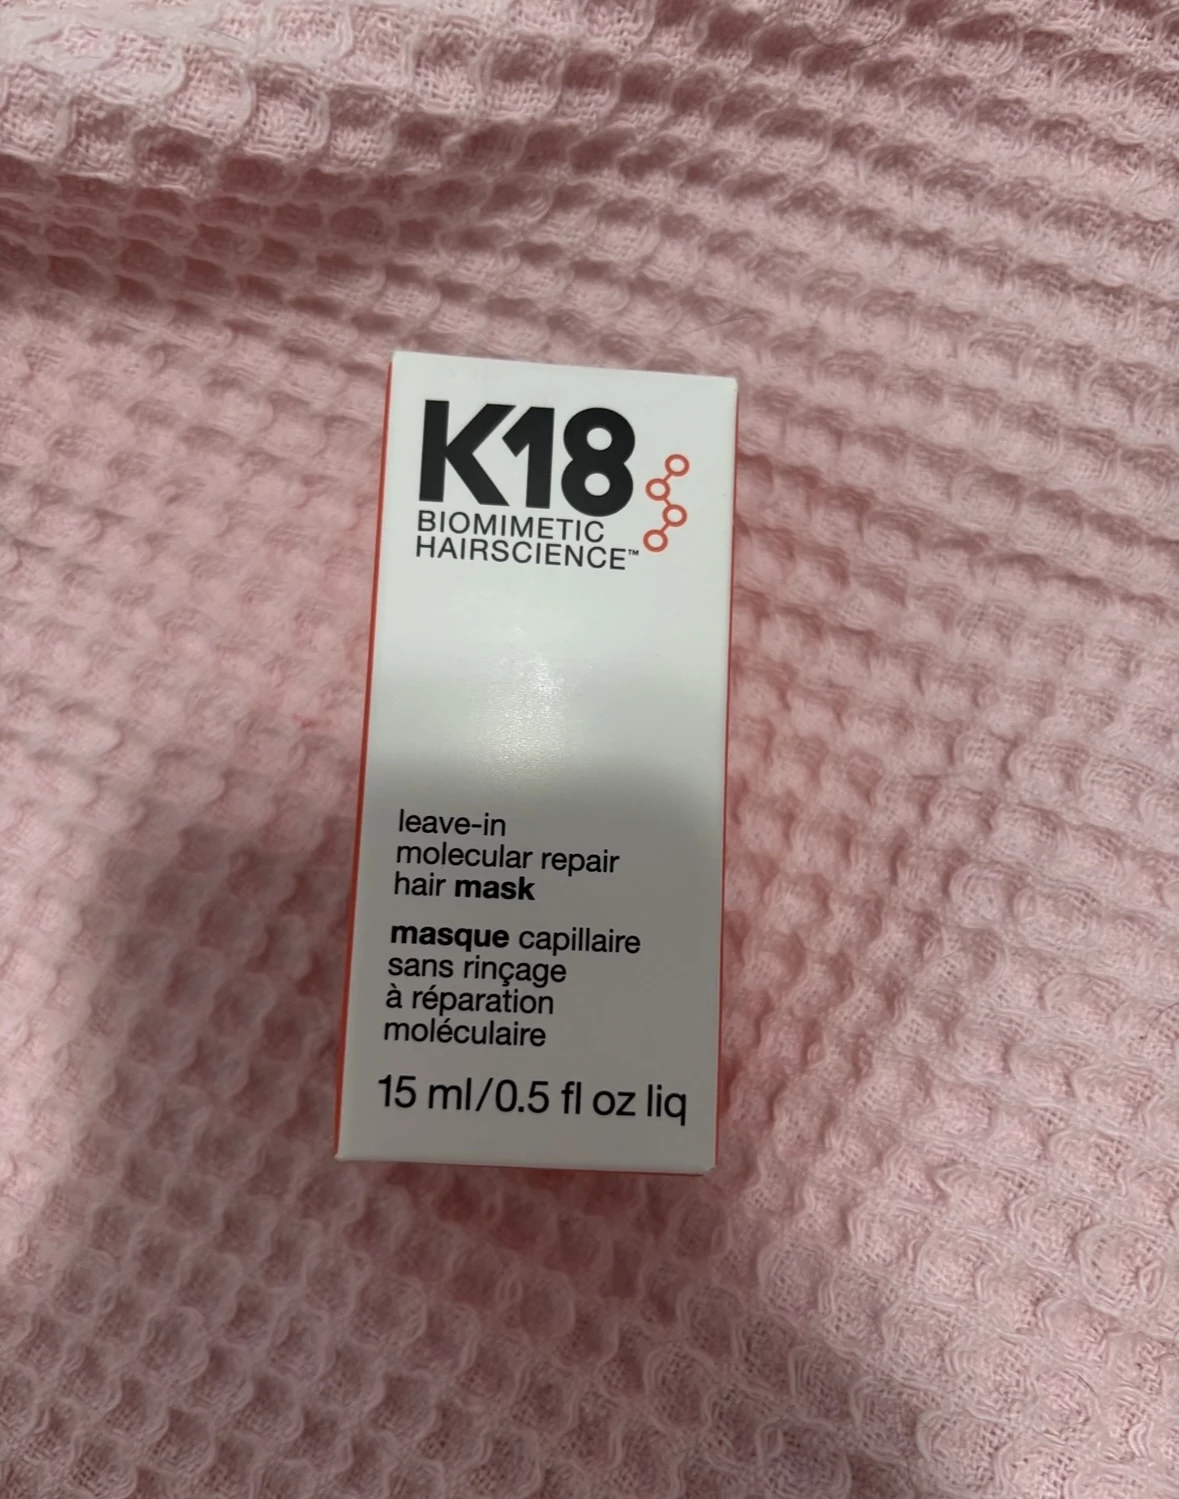 K18
BIOMIMETIC
HAIRSCIENCE™
leave-in
molecular repair
hair mask
masque capillaire
sans rinçage
à réparation
moléculaire
15 ml/0.5 fl oz liq